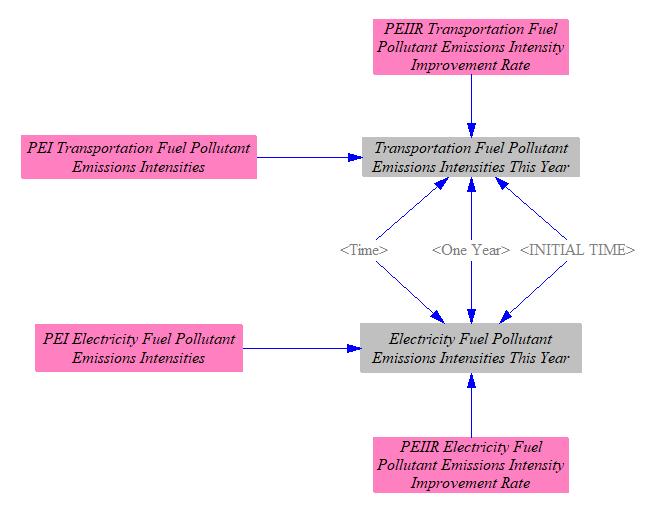 PEIIR Transportation Fuel
Pollutant Emissions Intensity
Improvement Rate
PEI Transportation Fuel Pollutant
Emissions Intensities
Transportation Fuel Pollutant
Emissions Intensities This Year
<Time>
<One Year>
<INITIAL TIME>
PEI Electricity Fuel Pollutant
Emissions Intensities
Electricity Fuel Pollutant
Emissions Intensities This Year
PEIIR Electricity Fuel
Pollutant Emissions Intensity
Improvement Rate